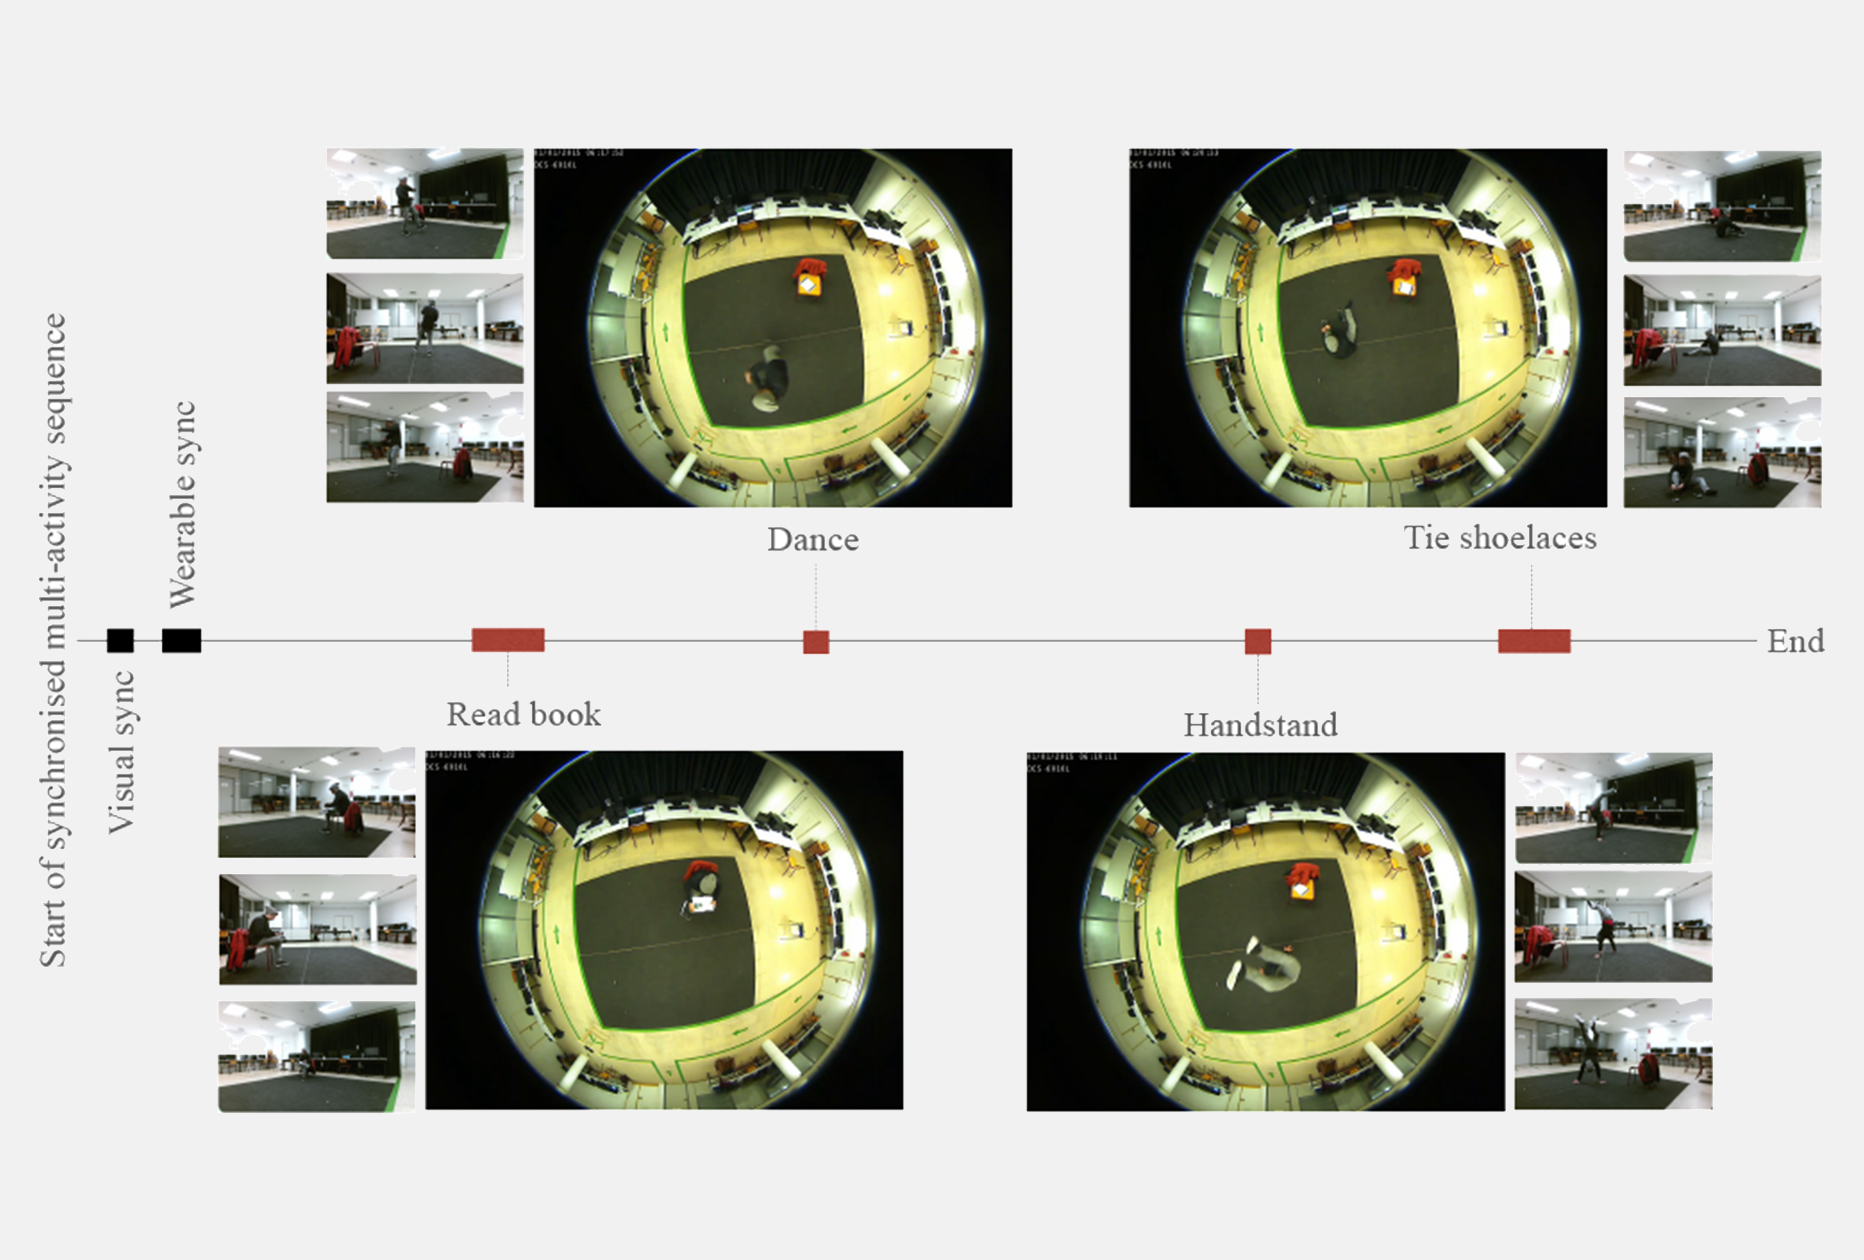 Start of synchronised multi-activity sequence
Visual sync
Wearable sync
Read book
Dance
Handstand
Tie shoelaces
End